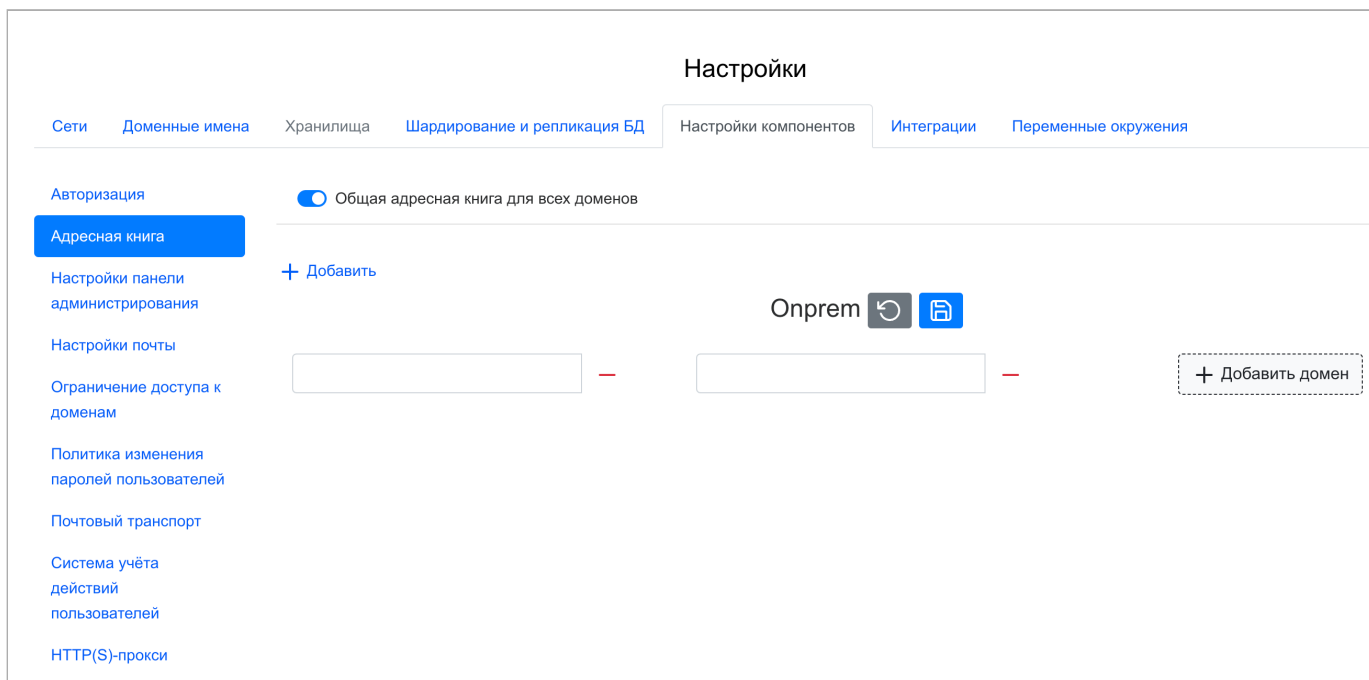 Настройки
Сети Доменные имена Хранилища Шардирование и репликация БД Настройки компонентов Интеграции Переменные окружения
Авторизация
Адресная книга
Настройки панели
администрирования
Настройки почты
Ограничение доступа к
доменам
Политика изменения
паролей пользователей
Почтовый транспорт
Система учёта
действий
пользователей
HTTP(S)-прокси
Общая адресная книга для всех доменов
Добавить
Onprem
Добавить домен